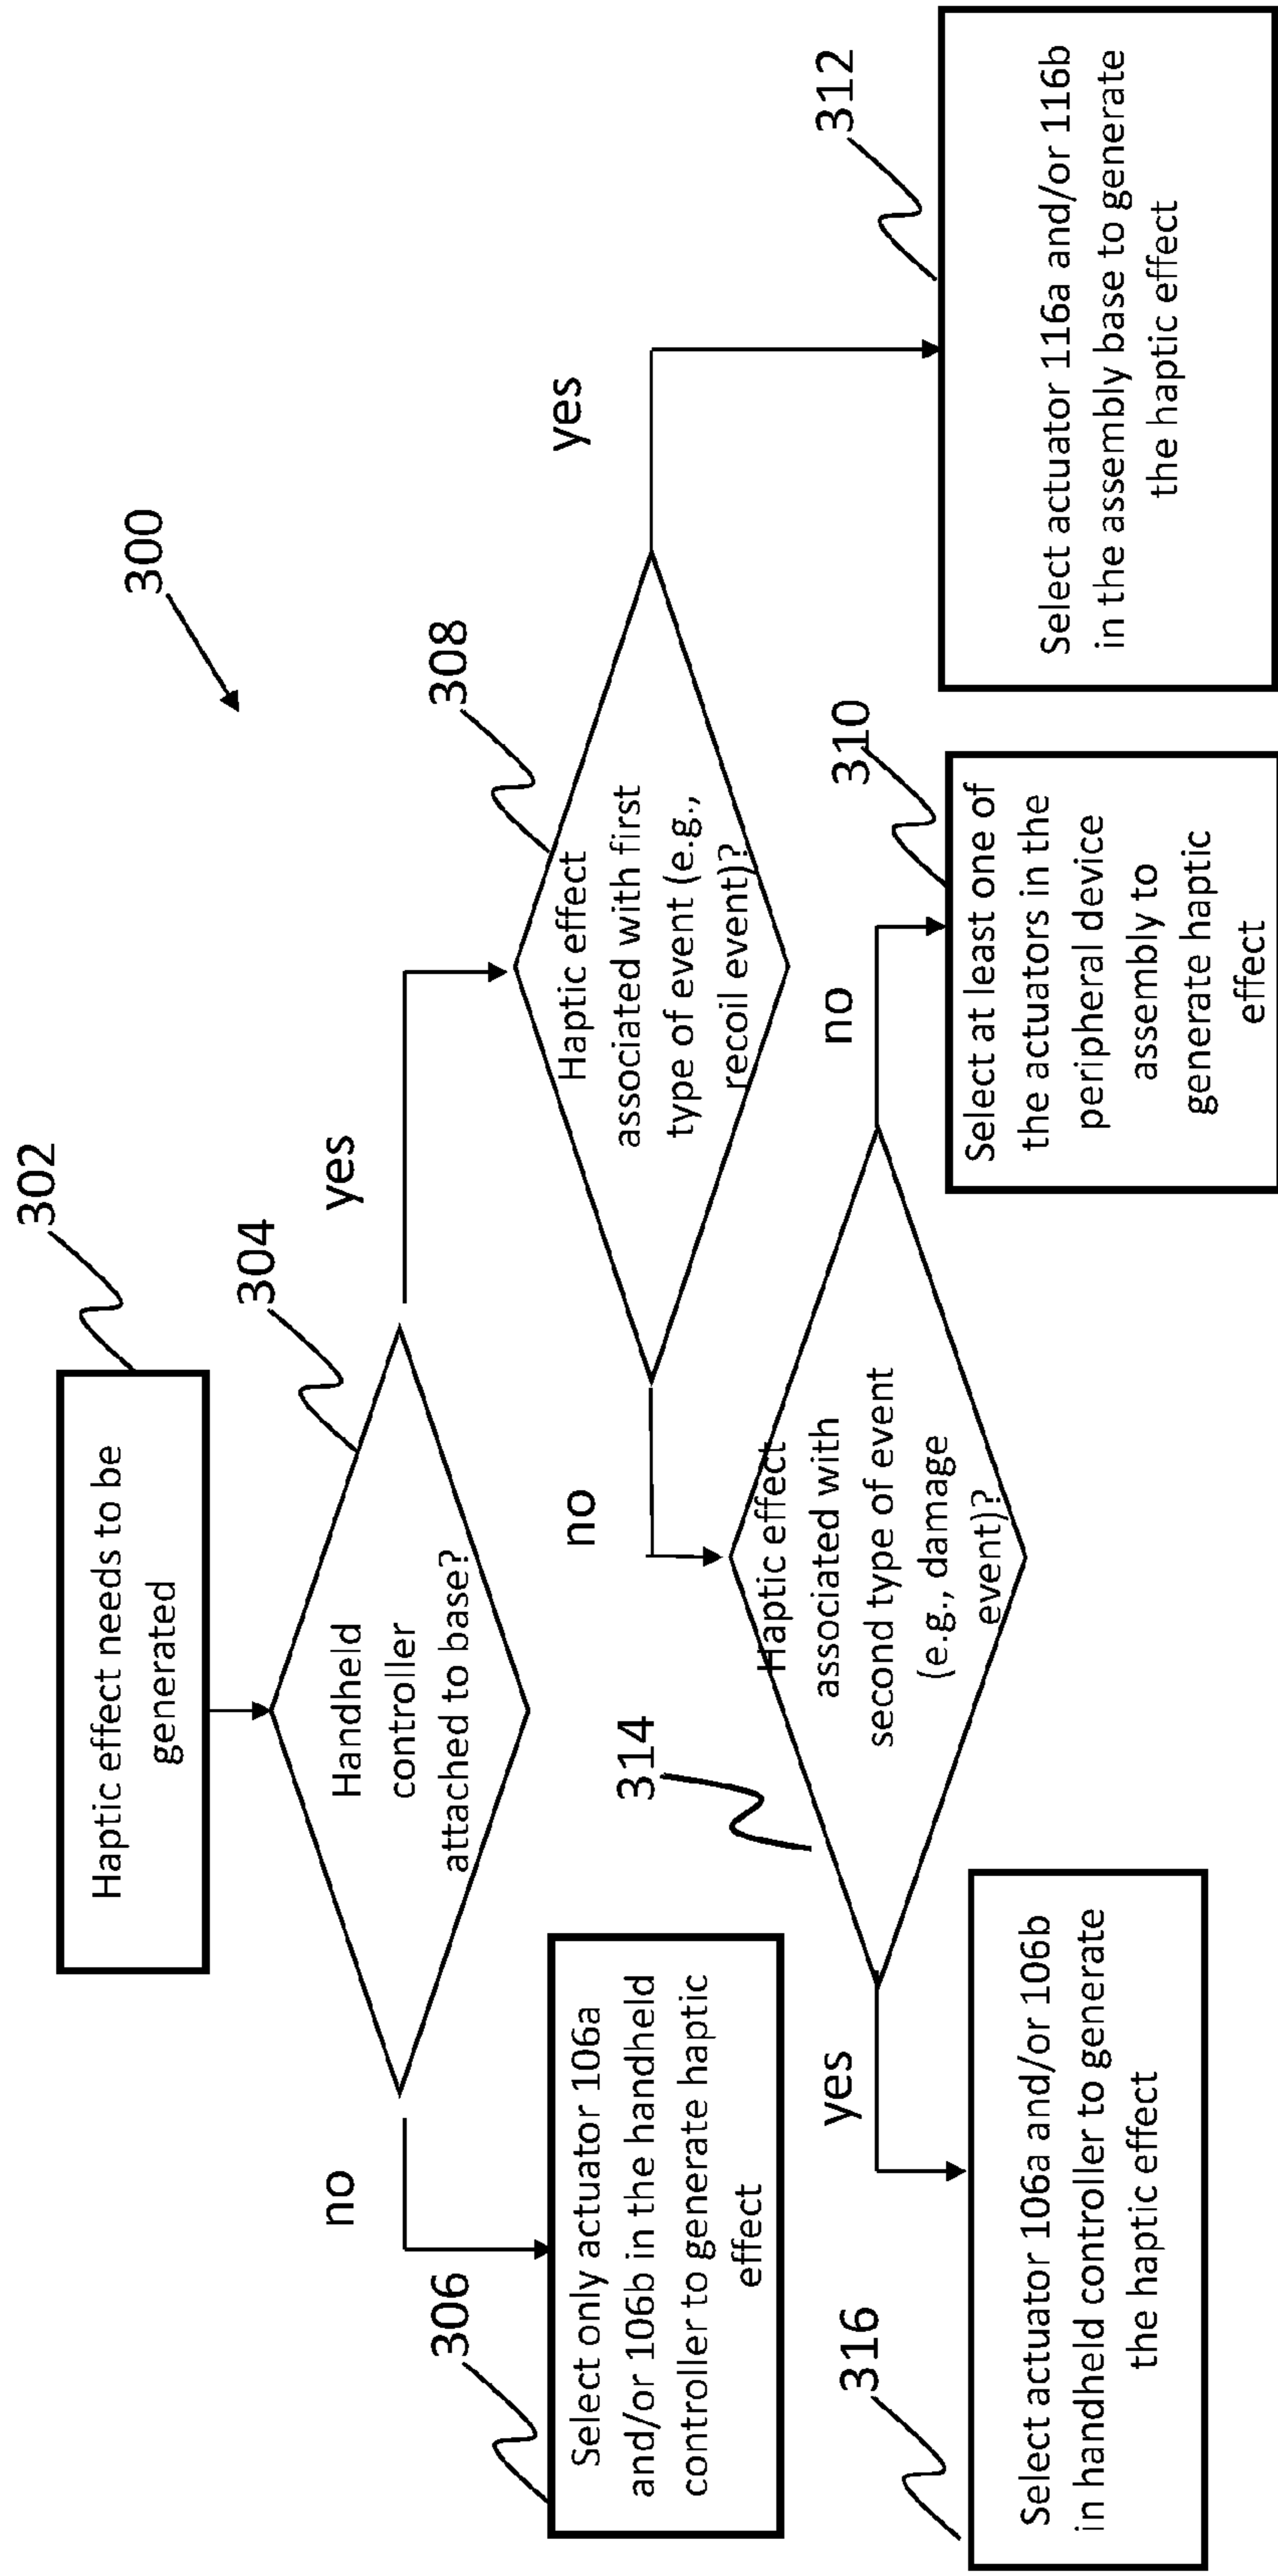 300
302
Haptic effect needs to be
generated
304
Handheld
controller
attached to base?
no
yes
306
Select only actuator 106a
and/or 106b in the handheld
controller to generate haptic
effect
308
Haptic effect
associated with first
type of event (e.g.,
recoil event)?
no
yes
314
Haptic effect
associated with
second type of event
(e.g., damage
event)?
yes
no
316
Select actuator 106a and/or 106b
in handheld controller to generate
the haptic effect
310
Select at least one of
the actuators in the
peripheral device
assembly to
generate haptic
effect
312
Select actuator 116a and/or 116b
in the assembly base to generate
the haptic effect